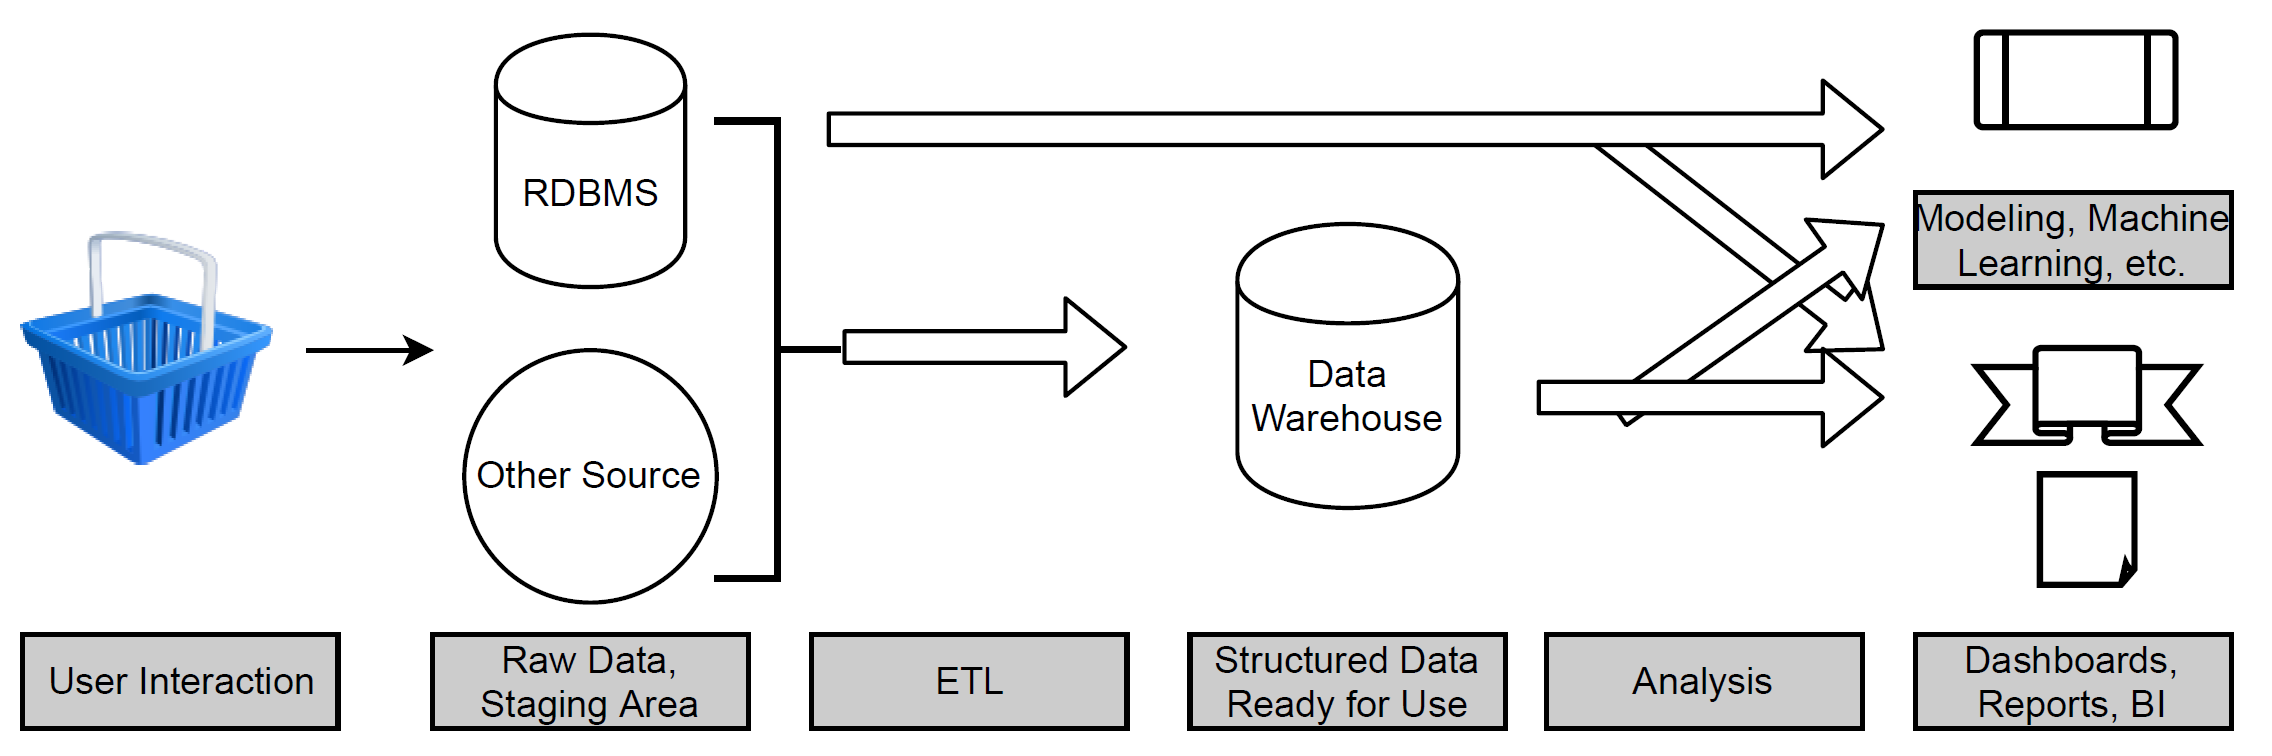 RDBMS
Other Source
Data
Warehouse
Modeling, Machine
Learning, etc.
User Interaction
Raw Data,
Staging Area
ETL
Structured Data
Ready for Use
Analysis
Dashboards,
Reports, BI